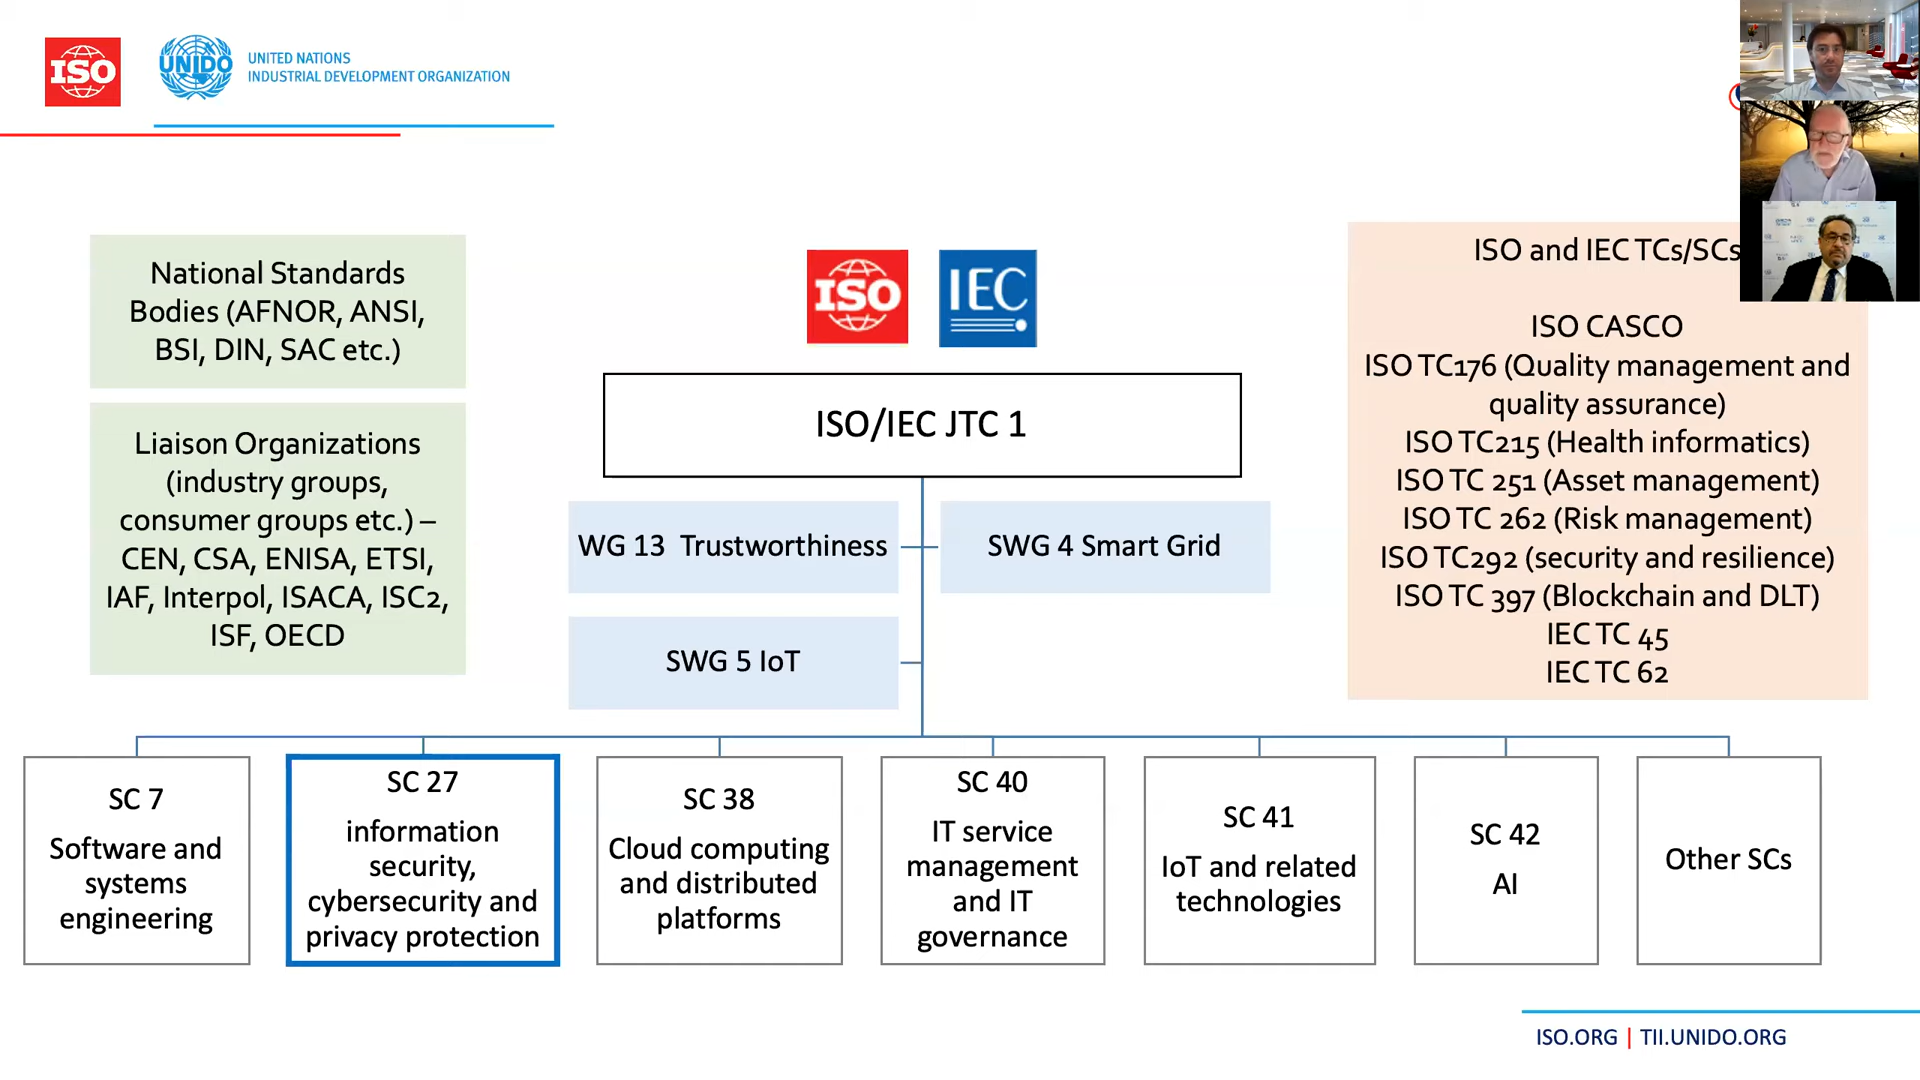 ISO
UNIDO
UNITED NATIONS
INDUSTRIAL DEVELOPMENT ORGANIZATION
National Standards
Bodies (AFNOR, ANSI,
BSI, DIN, SAC etc.)
Liaison Organizations
(industry groups,
consumer groups etc.) –
CEN, CSA, ENISA, ETSI,
IAF, Interpol, ISACA, ISC2,
ISF, OECD
ISO
IEC
ISO/IEC JTC 1
WG 13 Trustworthiness
SWG 4 Smart Grid
SWG 5 IoT
ISO and IEC TCs/SCs
ISO CASCO
ISO TC176 (Quality management and
quality assurance)
ISO TC215 (Health informatics)
ISO TC 251 (Asset management)
ISO TC 262 (Risk management)
ISO TC292 (security and resilience)
ISO TC 397 (Blockchain and DLT)
IEC TC 45
IEC TC 62
SC 7
Software and
systems
engineering
SC 27
information
security,
cybersecurity and
privacy protection
SC 38
Cloud computing
and distributed
platforms
SC 40
IT service
management
and IT
governance
SC 41
IoT and related
technologies
SC 42
AI
Other SCs
ISO.ORG | TII.UNIDO.ORG